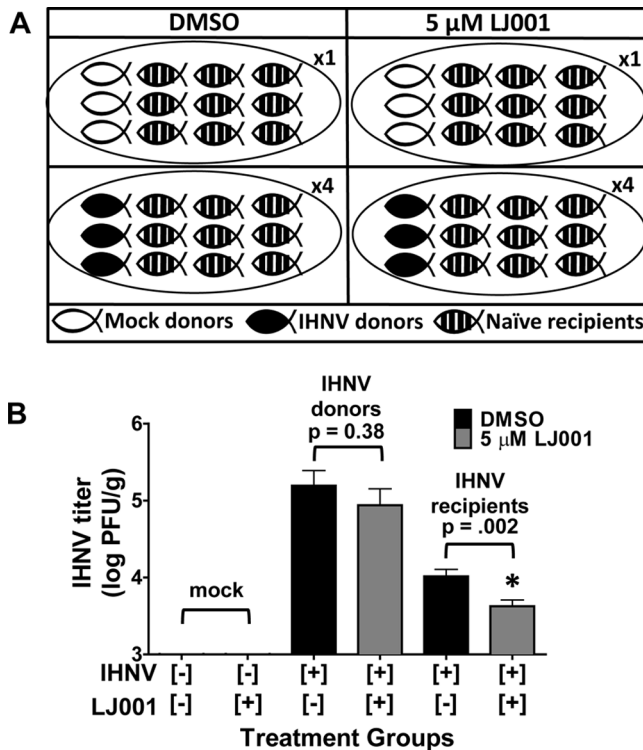 A
DMSO
5 µM LJ001
x1
x1
x4
x4
Mock donors
IHNV donors
Naïve recipients
B
IHNV
donors
p = 0.38
DMSO
5 µM LJ001
IHNV
recipients
p = .002
*
mock
IHNV titer
(log PFU/g)
6
5
4
3
IHNV [-] [-] [+] [+] [+] [+]
LJ001 [-] [+] [-] [+] [-] [+]
Treatment Groups